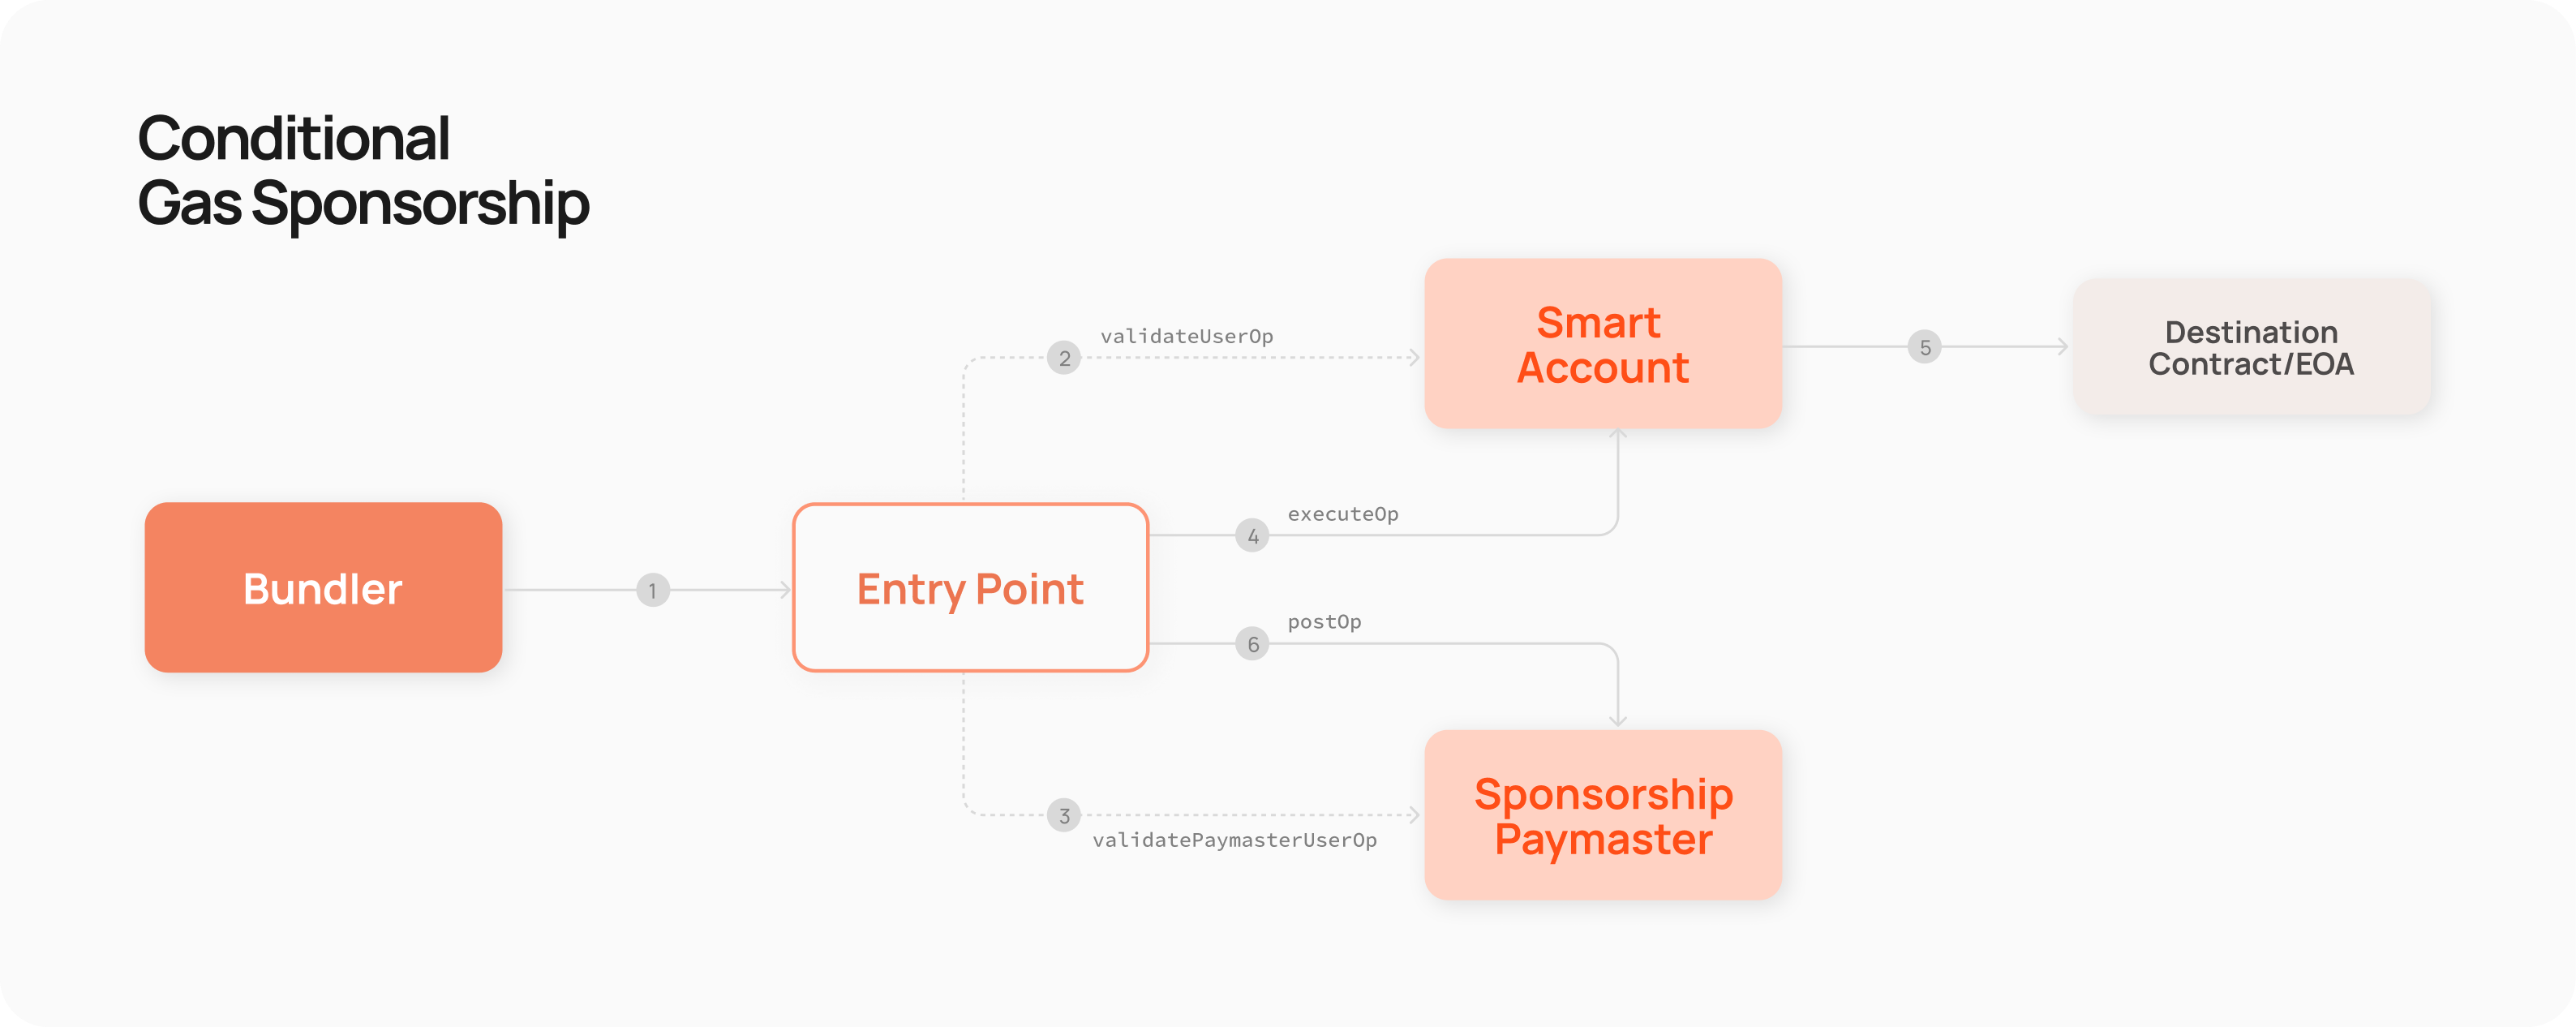 Conditional
Gas Sponsorship
Bundler
1
Entry Point
2
validateUserOp
Smart
Account
5
Destination
Contract/EOA
4
executeOp
6
postOp
3
validatePaymasterUserOp
Sponsorship
Paymaster